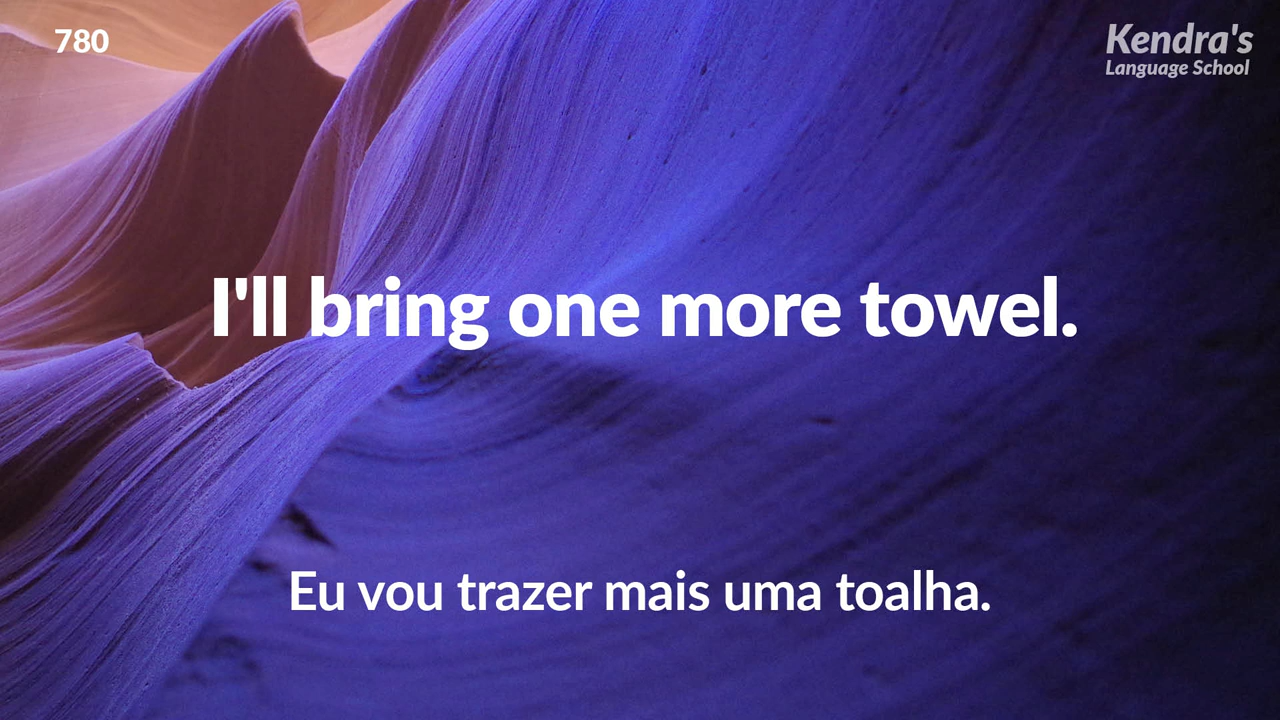 780
Kendra's
Language School
I'll bring one more towel.
Eu vou trazer mais uma toalha.